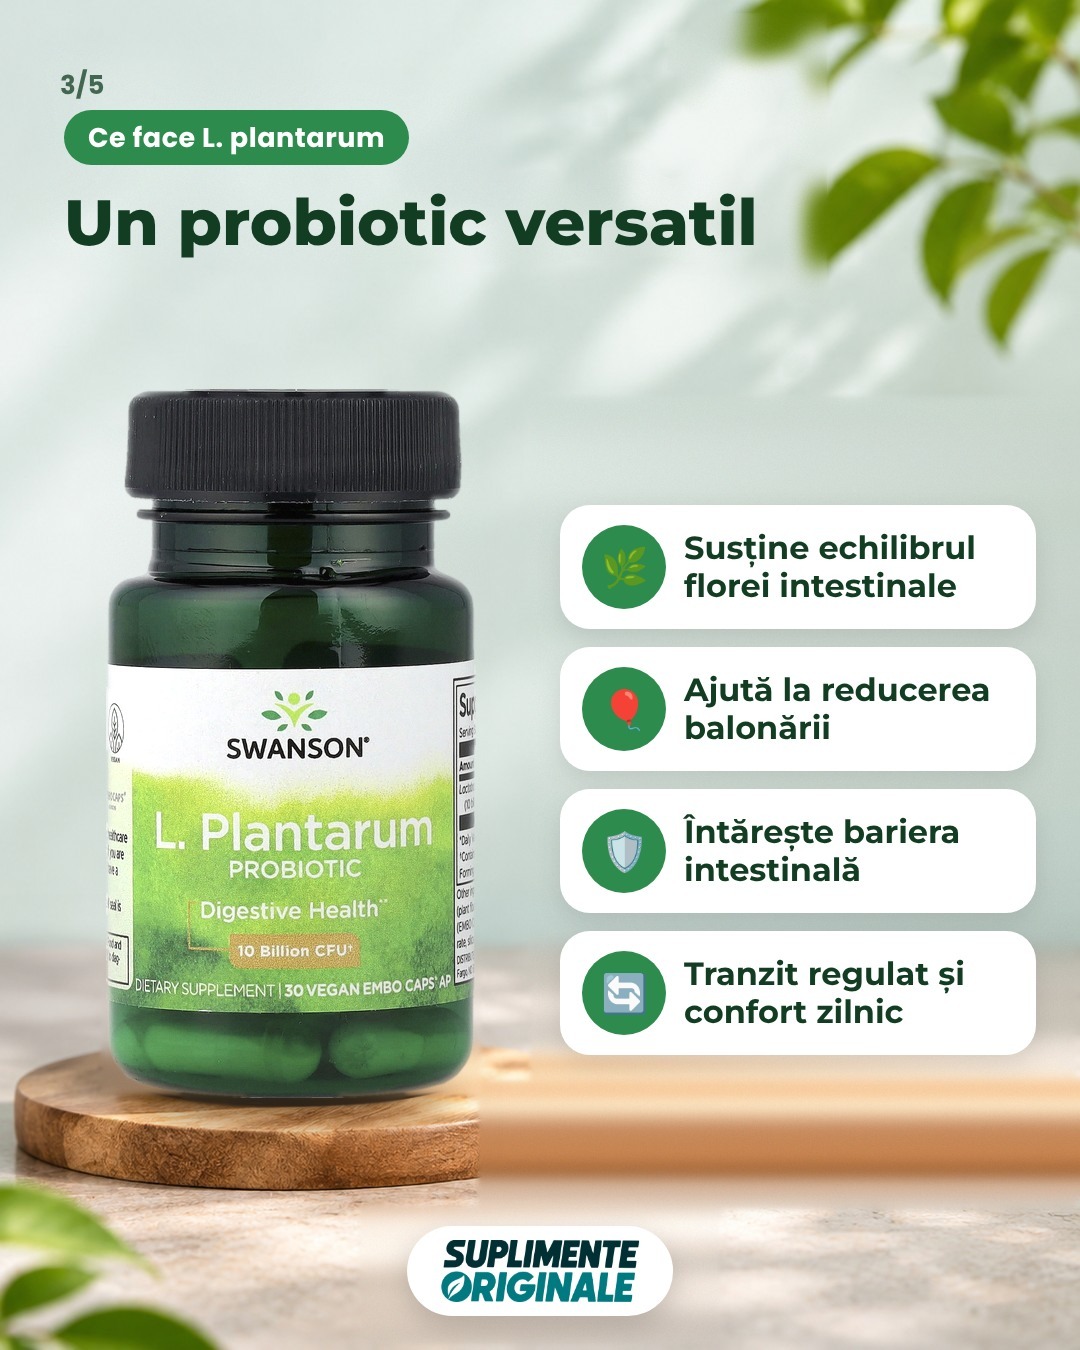 3/5
Ce face L. plantarum
Un probiotic versatil
Susține echilibrul
florei intestinale
Ajută la reducerea
balonării
Întărește bariera
intestinală
Tranzit regulat și
confort zilnic
SWANSON®
L. Plantarum
PROBIOTIC
Digestive Health
10 Billion CFU†
DIETARY SUPPLEMENT | 30 VEGAN EMBO CAPS
VEGAN
SUPLIMENTE
ORIGINALE